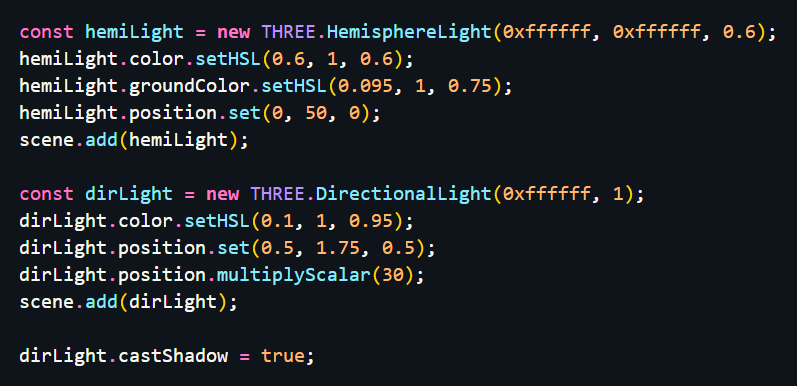 const hemiLight = new THREE.HemisphereLight(0xffffff, 0xffffff, 0.6);
hemiLight.color.setHSL(0.6, 1, 0.6);
hemiLight.groundColor.setHSL(0.095, 1, 0.75);
hemiLight.position.set(0, 50, 0);
scene.add(hemiLight);
const dirLight = new THREE.DirectionalLight(0xffffff, 1);
dirLight.color.setHSL(0.1, 1, 0.95);
dirLight.position.set(0.5, 1.75, 0.5);
dirLight.position.multiplyScalar(30);
scene.add(dirLight);
dirLight.castShadow = true;